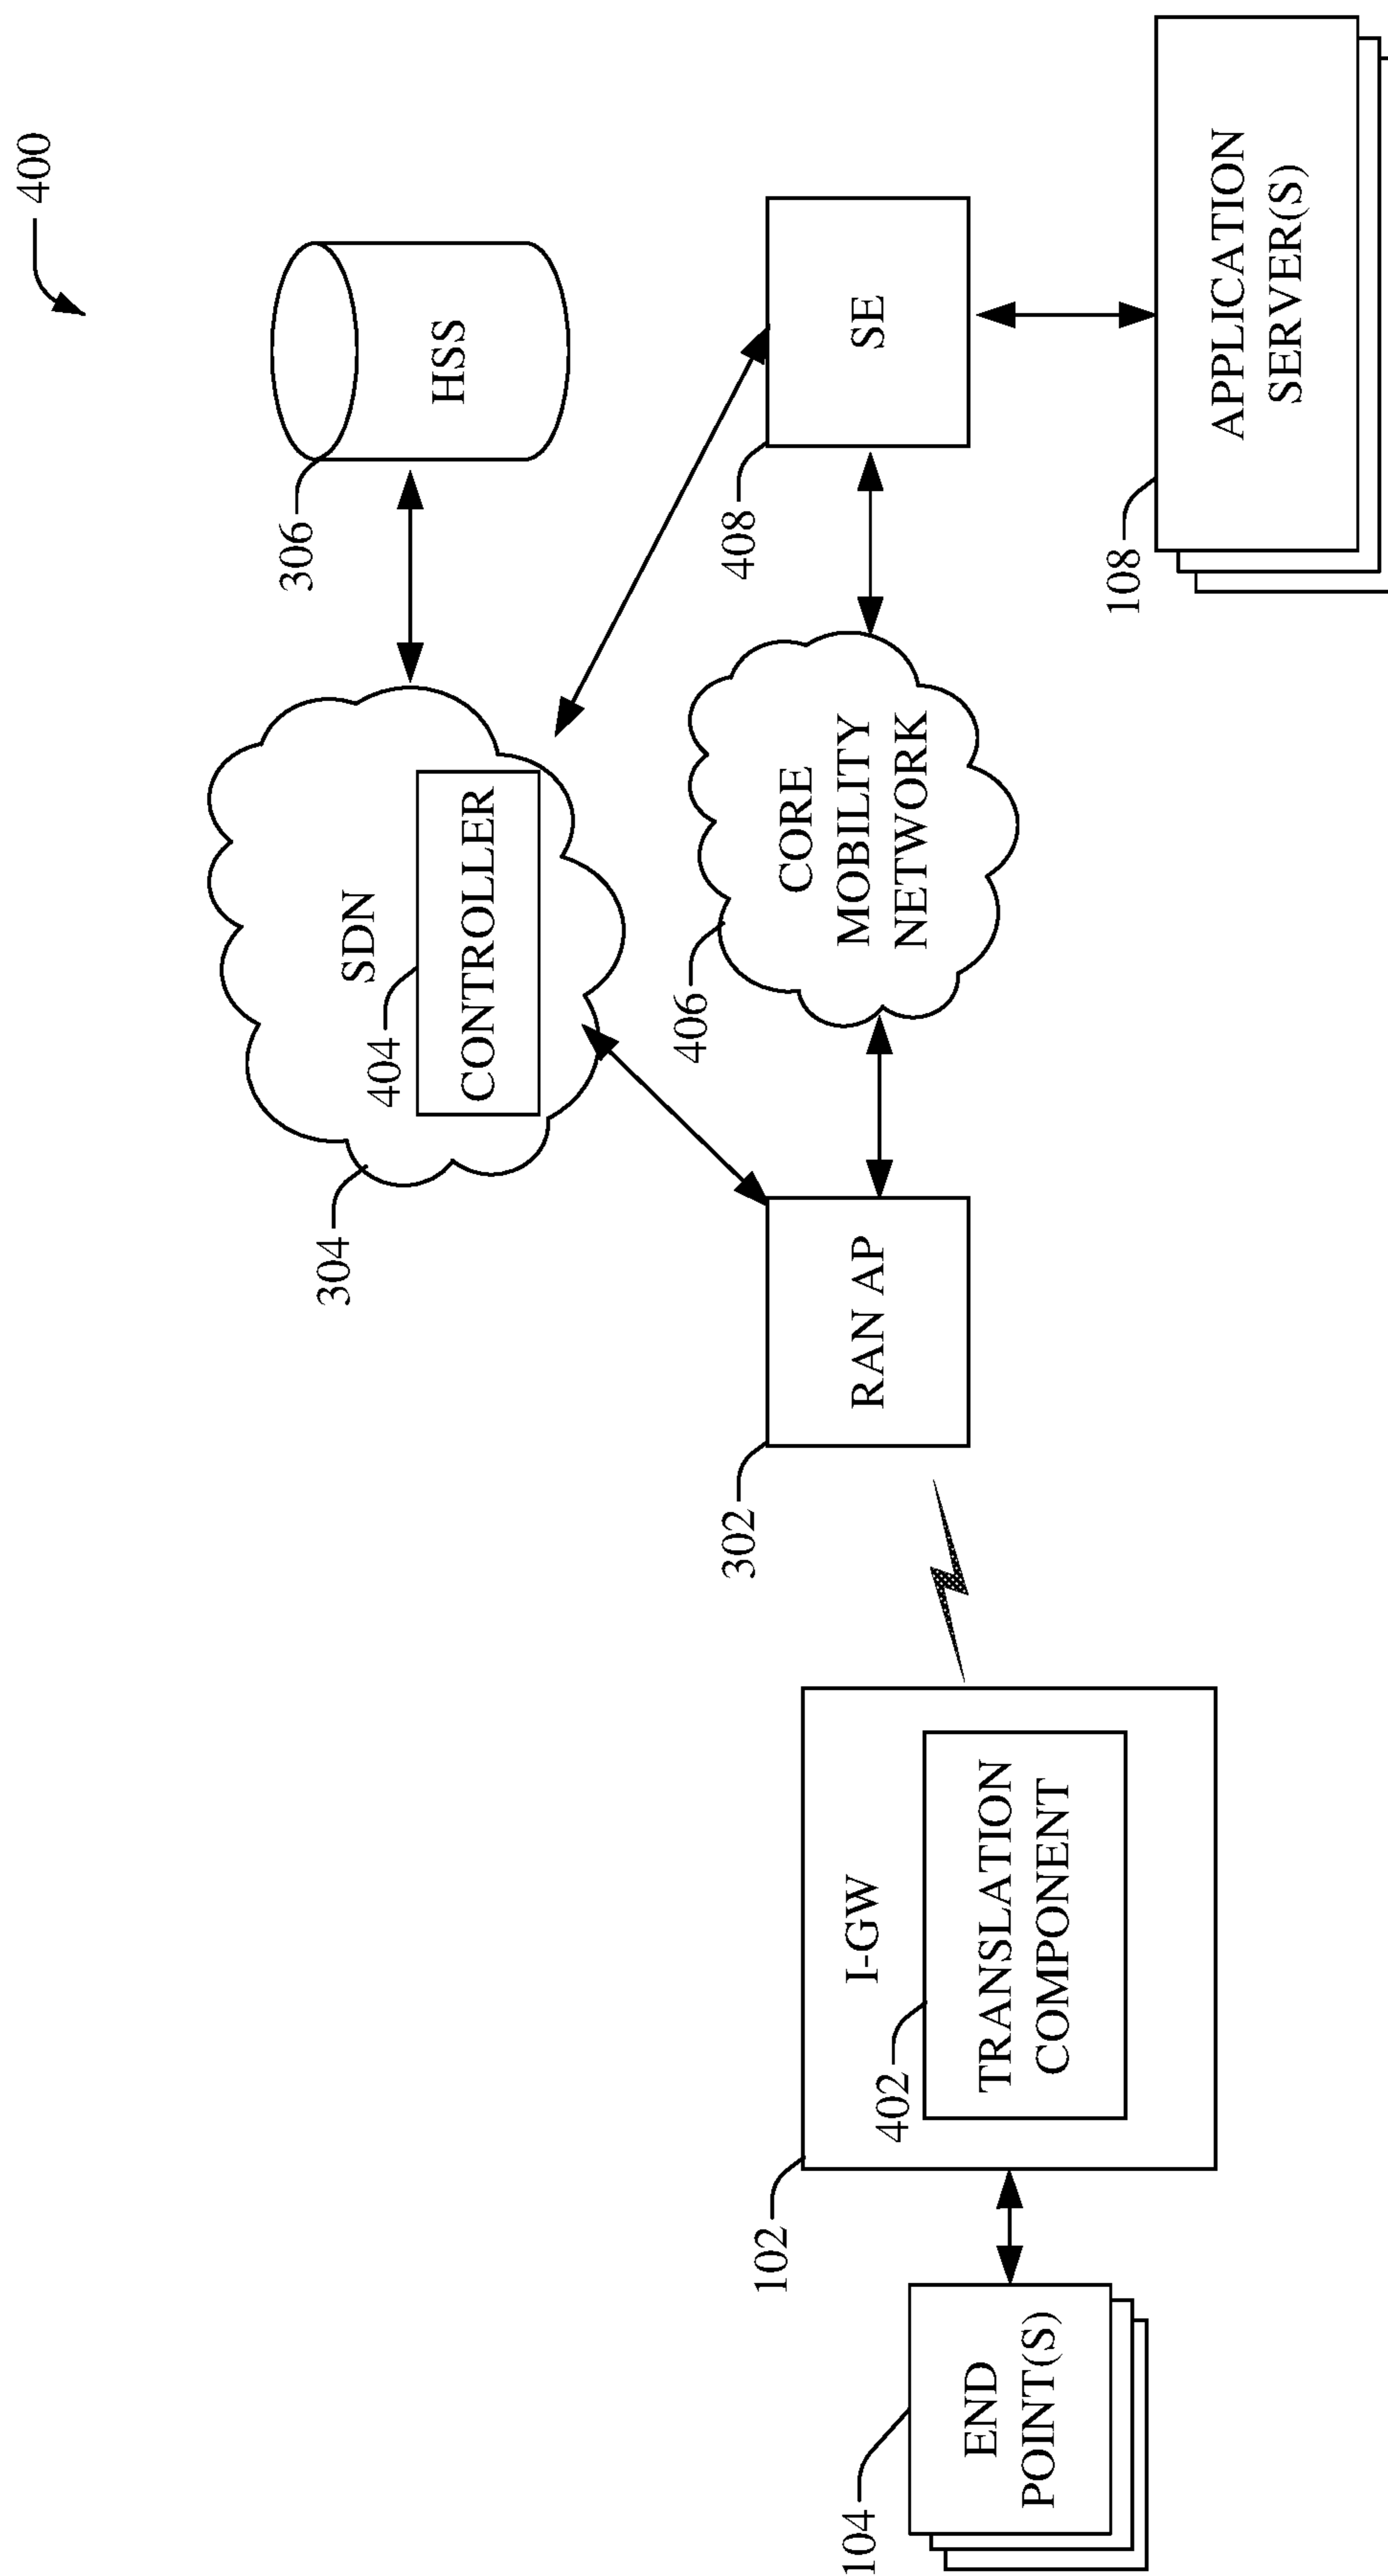 400
306
HSS
304
SDN
404
CONTROLLER
302
RAN AP
406
CORE
MOBILITY
NETWORK
408
SE
102
I-GW
402
TRANSLATION
COMPONENT
104
END
POINT(S)
108
APPLICATION
SERVER(S)